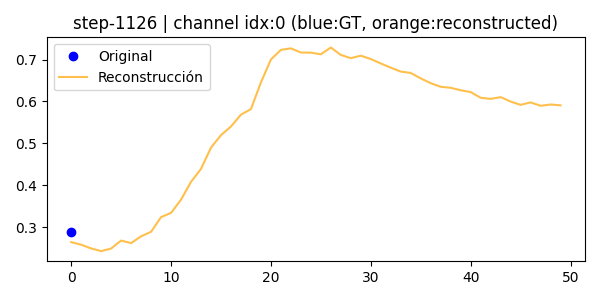 step-1126 | channel idx:0 (blue:GT, orange:reconstructed)
Original
Reconstrucción
0.7
0.6
0.5
0.4
0.3
0 10 20 30 40 50